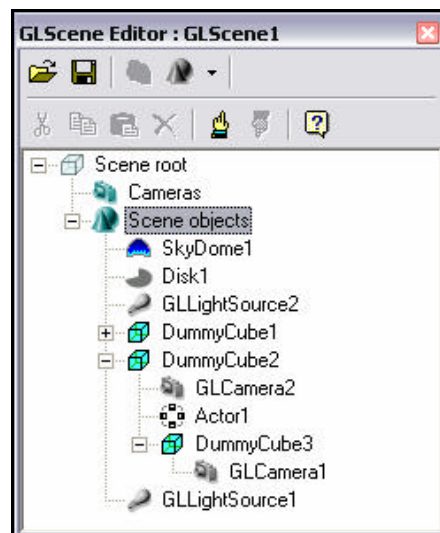 GLScene Editor : GLScene1
Scene root
Cameras
Scene objects
SkyDome1
Disk1
GLLightSource2
DummyCube1
DummyCube2
GLCamera2
Actor1
DummyCube3
GLCamera1
GLLightSource1